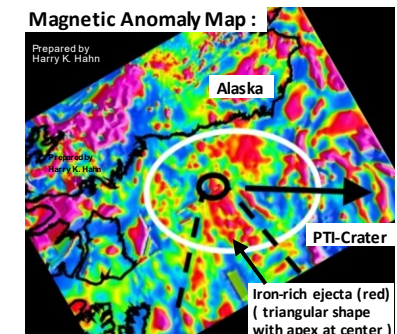 Magnetic Anomaly Map :
Prepared by
Harry K. Hahn
Alaska
Prepared by
Harry K. Hahn
PTI-Crater
Iron-rich ejecta (red)
( triangular shape
with apex at center )